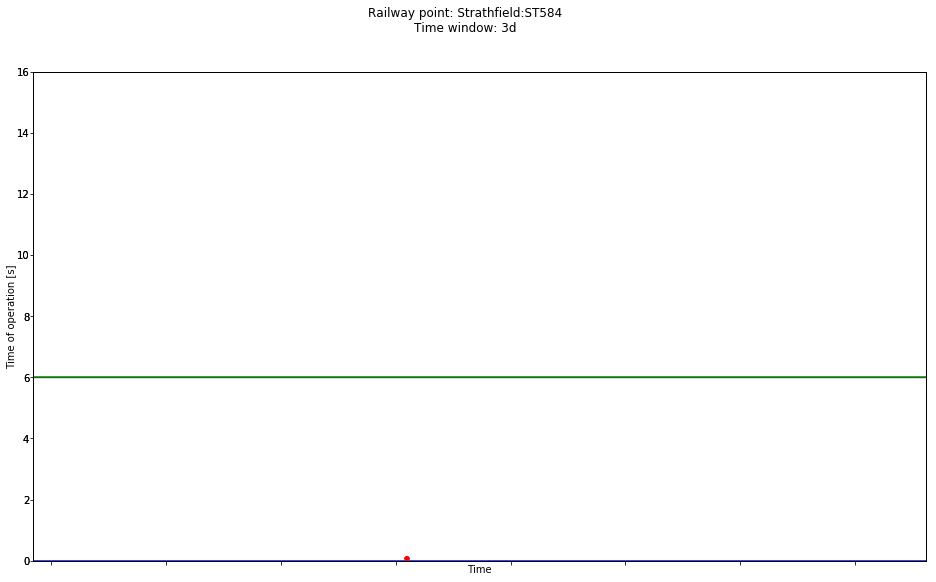 Railway point: Strathfield:ST584
Time window: 3d
16
14
12
10
8
6
4
2
0
Time of operation [s]
Time